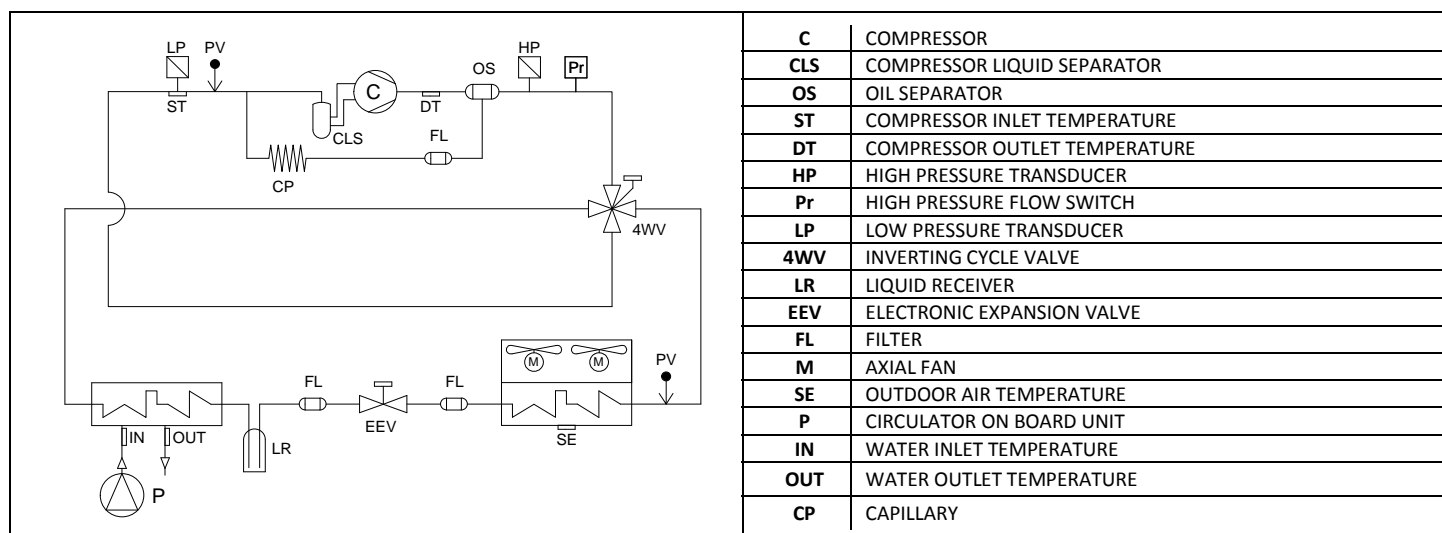 LP
PV
HP
OS
Pr
C
DT
ST
CLS
FL
CP
4WV
M
M
PV
FL
FL
EEV
SE
IN
OUT
LR
P
C COMPRESSOR
CLS COMPRESSOR LIQUID SEPARATOR
OS OIL SEPARATOR
ST COMPRESSOR INLET TEMPERATURE
DT COMPRESSOR OUTLET TEMPERATURE
HP HIGH PRESSURE TRANSDUCER
Pr HIGH PRESSURE FLOW SWITCH
LP LOW PRESSURE TRANSDUCER
4WV INVERTING CYCLE VALVE
LR LIQUID RECEIVER
EEV ELECTRONIC EXPANSION VALVE
FL FILTER
M AXIAL FAN
SE OUTDOOR AIR TEMPERATURE
P CIRCULATOR ON BOARD UNIT
IN WATER INLET TEMPERATURE
OUT WATER OUTLET TEMPERATURE
CP CAPILLARY